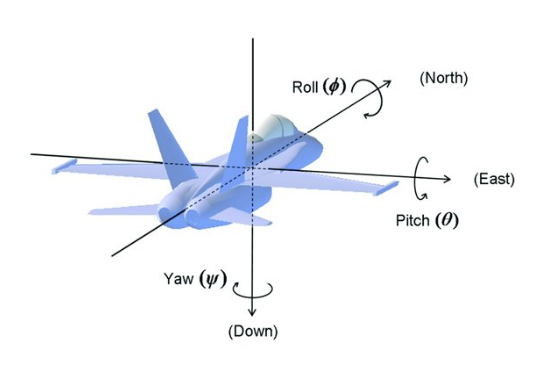 Roll (ϕ)
(North)
(East)
Pitch (θ)
Yaw (ψ)
(Down)